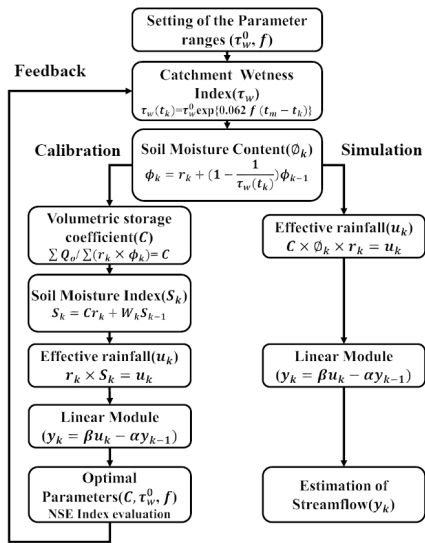 Setting of the Parameter
ranges (τ_w^0, f)
Feedback
Catchment Wetness
Index(τ_w)
τ_w(t_k)=τ_w^0 exp{0.062 f (t_m − t_k)}
Calibration
Soil Moisture Content(∅_k)
ϕ_k = r_k + (1 − 1/τ_w(t_k))ϕ_{k−1}
Simulation
Volumetric storage
coefficient(C)
∑ Q_o/∑(r_k × ϕ_k)= C
Soil Moisture Index(S_k)
S_k = Cr_k + W_kS_{k−1}
Effective rainfall(u_k)
r_k × S_k = u_k
Linear Module
(y_k = βu_k − αy_{k−1})
Optimal
Parameters(C, τ_w^0, f)
NSE Index evaluation
Effective rainfall(u_k)
C × ∅_k × r_k = u_k
Linear Module
(y_k = βu_k − αy_{k−1})
Estimation of
Streamflow(y_k)